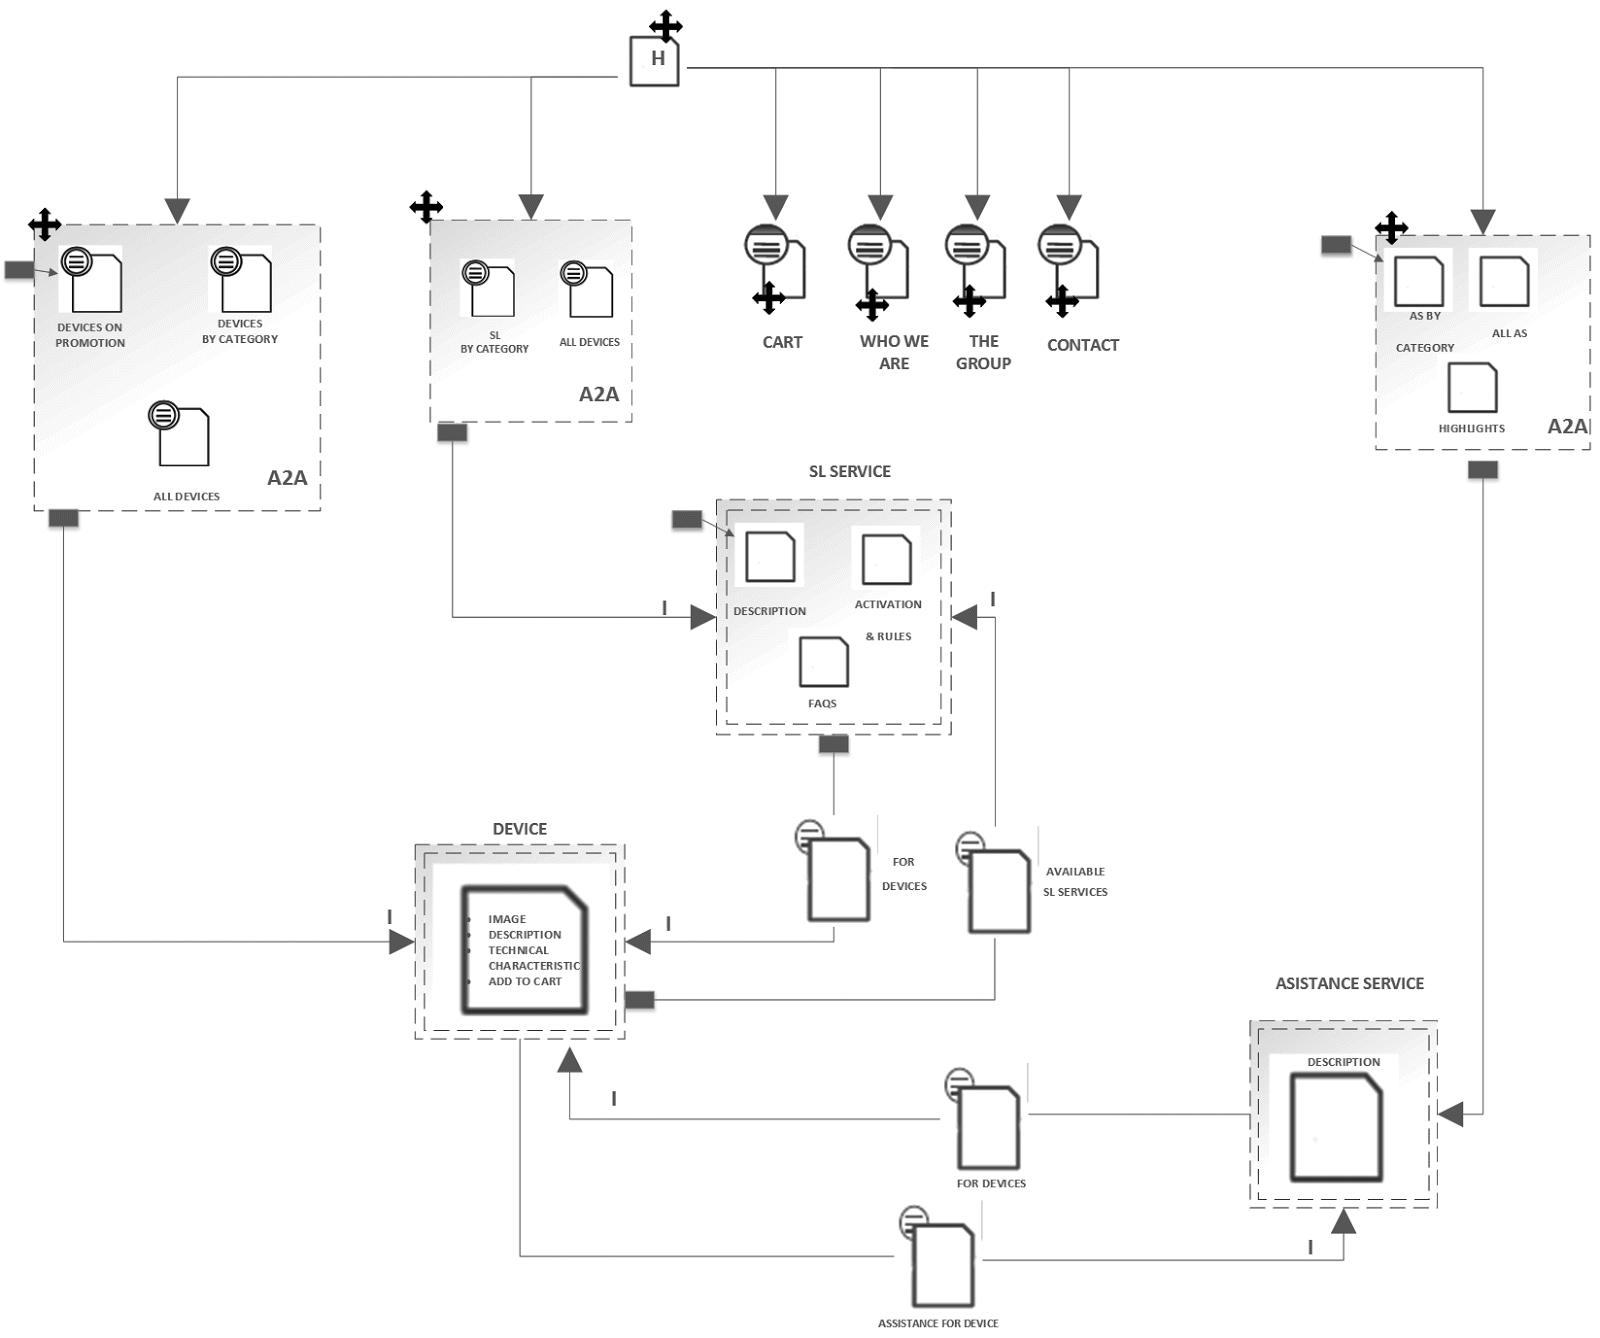 H
DEVICES ON
PROMOTION
DEVICES
BY CATEGORY
ALL DEVICES
A2A
SL
BY CATEGORY
ALL DEVICES
A2A
CART
WHO WE
ARE
THE
GROUP
CONTACT
AS BY
CATEGORY
ALL AS
HIGHLIGHTS
A2A
SL SERVICE
DESCRIPTION
ACTIVATION
& RULES
FAQS
I
I
DEVICE
IMAGE
DESCRIPTION
TECHNICAL
CHARACTERISTIC
ADD TO CART
I
I
FOR
DEVICES
AVAILABLE
SL SERVICES
ASISTANCE SERVICE
DESCRIPTION
I
FOR DEVICES
I
ASSISTANCE FOR DEVICE